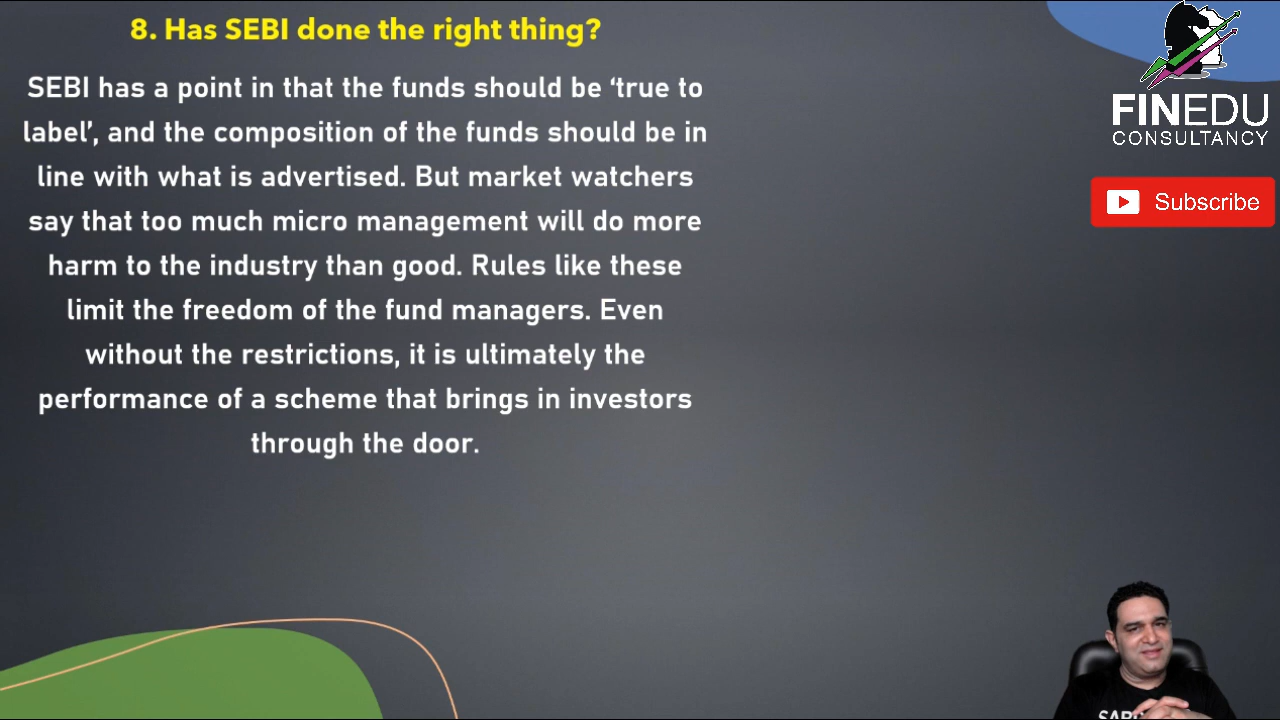 8. Has SEBI done the right thing?
SEBI has a point in that the funds should be ‘true to
label’, and the composition of the funds should be in
line with what is advertised. But market watchers
say that too much micro management will do more
harm to the industry than good. Rules like these
limit the freedom of the fund managers. Even
without the restrictions, it is ultimately the
performance of a scheme that brings in investors
through the door.
FINEDU
CONSULTANCY
Subscribe